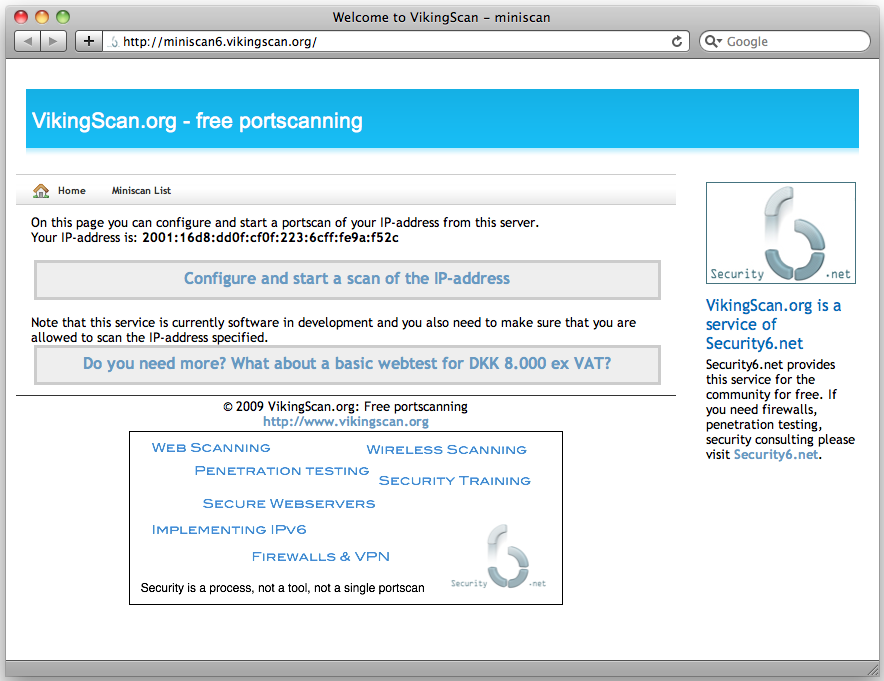 Welcome to VikingScan – miniscan
http://miniscan6.vikingscan.org/
Google
VikingScan.org - free portscanning
Home Miniscan List
On this page you can configure and start a portscan of your IP-address from this server.
Your IP-address is: 2001:16d8:dd0f:cf0f:223:6cff:fe9a:f52c
Configure and start a scan of the IP-address
Note that this service is currently software in development and you also need to make sure that you are
allowed to scan the IP-address specified.
Do you need more? What about a basic webtest for DKK 8.000 ex VAT?
© 2009 VikingScan.org: Free portscanning
http://www.vikingscan.org
Web Scanning
Wireless Scanning
Penetration testing
Security Training
Secure Webservers
Implementing IPv6
Firewalls & VPN
Security 6 .net
Security is a process, not a tool, not a single portscan
Security 6 .net
VikingScan.org is a
service of
Security6.net
Security6.net provides
this service for the
community for free. If
you need firewalls,
penetration testing,
security consulting please
visit Security6.net.